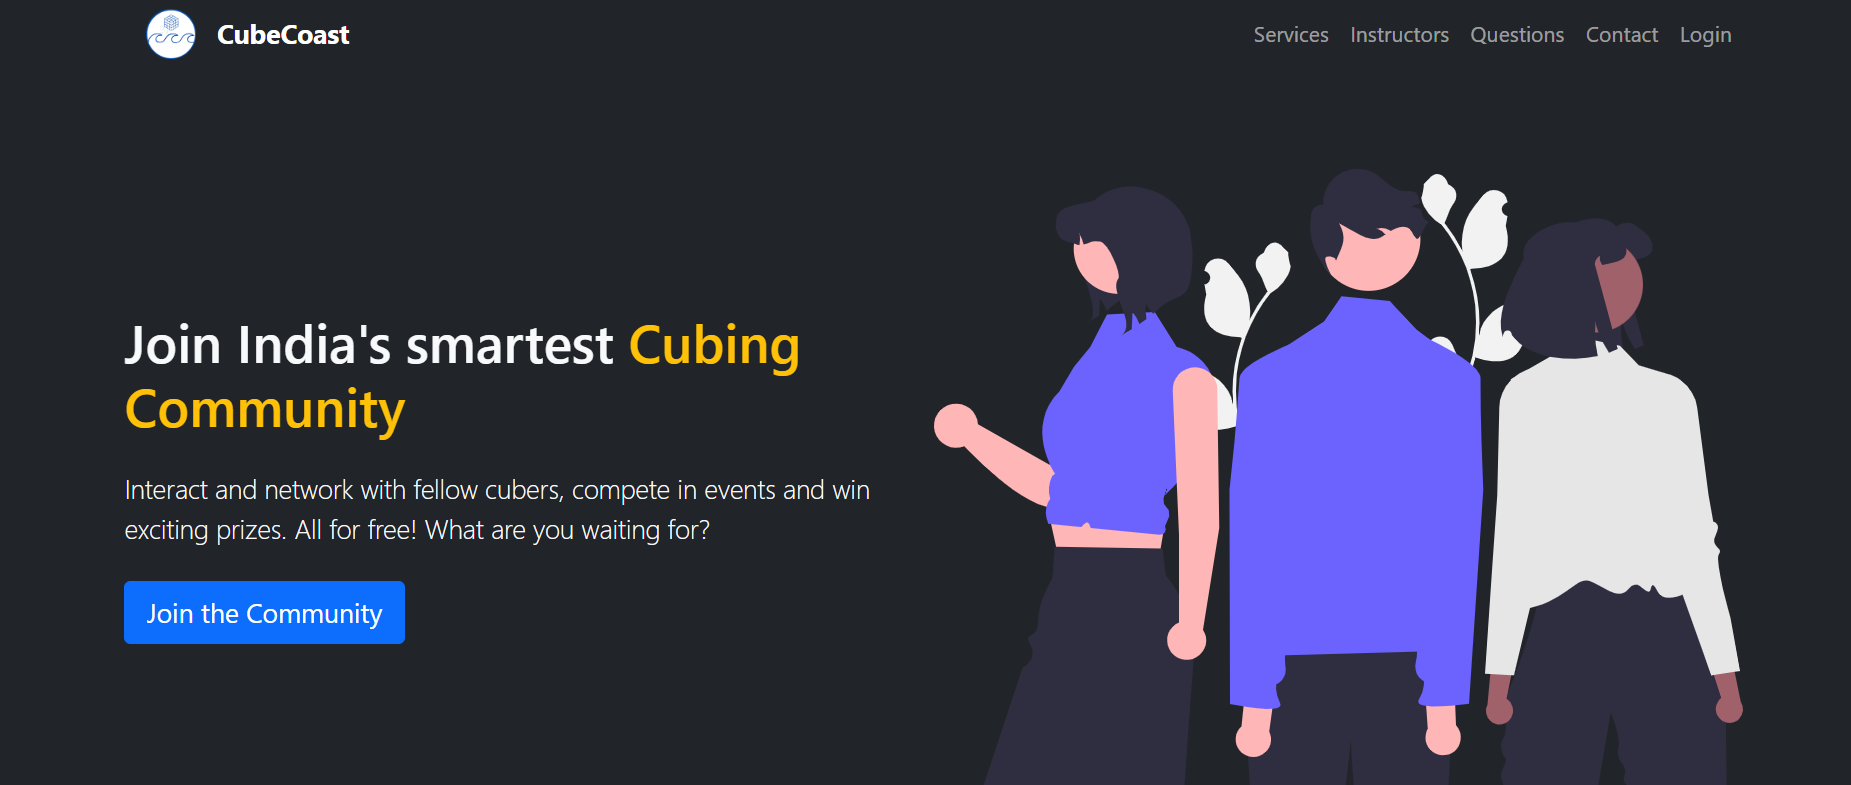 CubeCoast
Services Instructors Questions Contact Login
Join India's smartest Cubing
Community
Interact and network with fellow cubers, compete in events and win
exciting prizes. All for free! What are you waiting for?
Join the Community